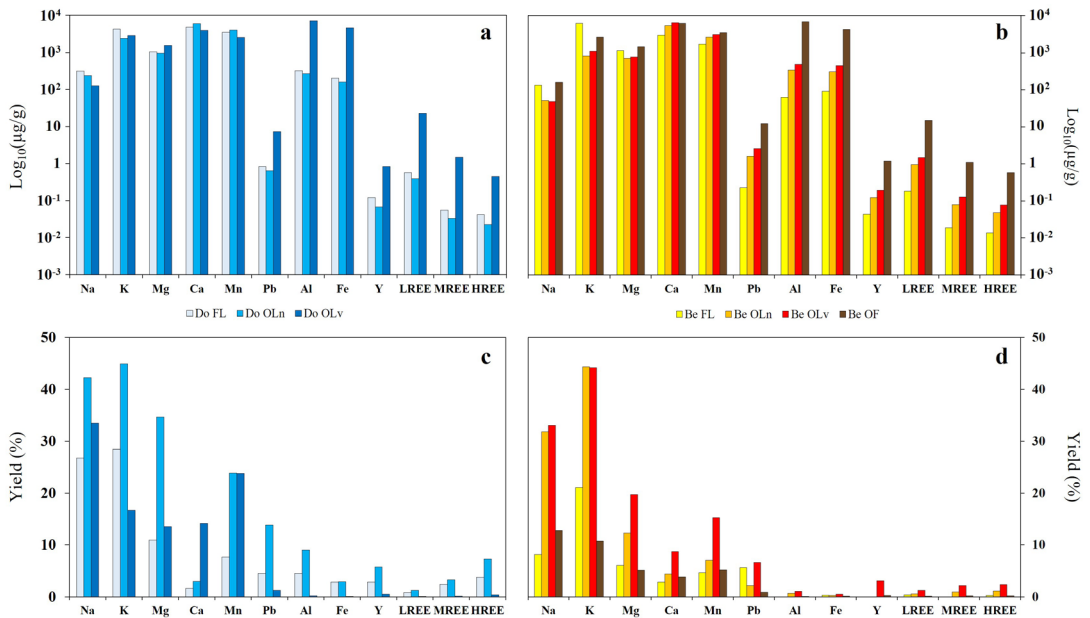 a
Log₁₀(µg/g)
10⁴
10³
10²
10
1
10⁻¹
10⁻²
10⁻³
Na K Mg Ca Mn Pb Al Fe Y LREE MREE HREE
Do FL Do OLn Do OLv
b
Log₁₀(µg/g)
10⁴
10³
10²
10
1
10⁻¹
10⁻²
10⁻³
Na K Mg Ca Mn Pb Al Fe Y LREE MREE HREE
Be FL Be OLn Be OLv Be OF
c
Yield (%)
50
40
30
20
10
0
Na K Mg Ca Mn Pb Al Fe Y LREE MREE HREE
d
Yield (%)
50
40
30
20
10
0
Na K Mg Ca Mn Pb Al Fe Y LREE MREE HREE